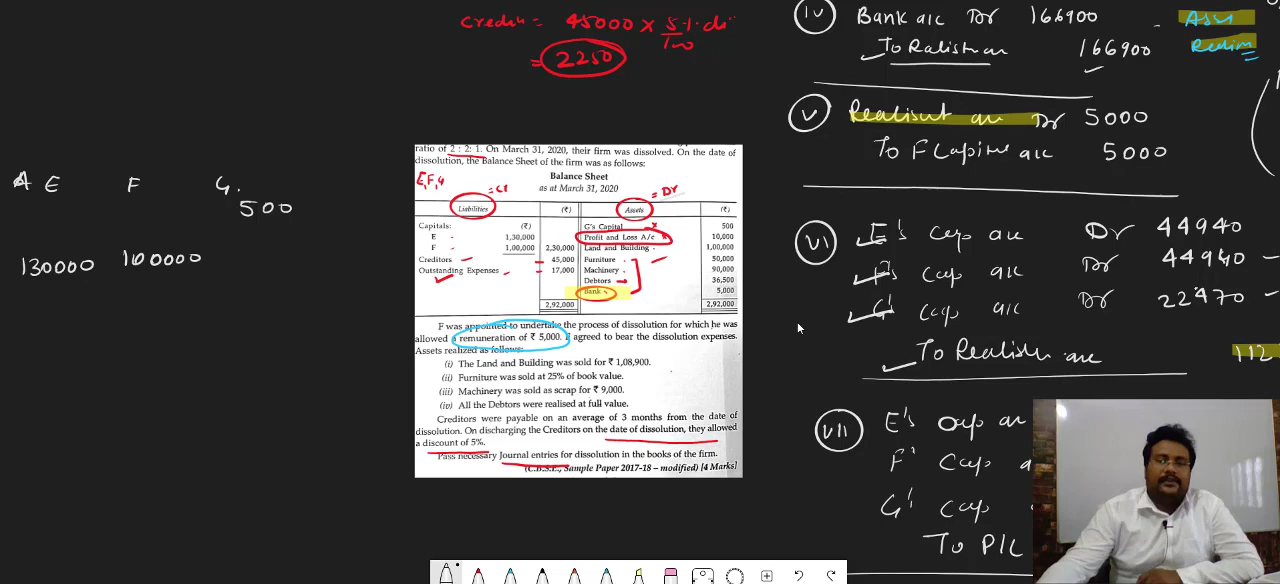 Credits = 45000 × 5/100
= 2250
A E F G.
500
130000 100000
ratio of 2 : 2: 1. On March 31, 2020, their firm was dissolved. On the date of
dissolution, the Balance Sheet of the firm was as follows:
E,F,G
Balance Sheet
as at March 31, 2020
= Cr = Dr
Liabilities (₹) Assets (₹)
Capitals: (₹) G's Capital 500
E 1,30,000 Profit and Loss A/c 10,000
F 1,00,000 2,30,000 Land and Building 1,00,000
Creditors 45,000 Furniture 50,000
Outstanding Expenses 17,000 Machinery 90,000
Debtors 36,500
Bank 5,000
2,92,000 2,92,000
F was appointed to undertake the process of dissolution for which he was
allowed a remuneration of ₹ 5,000. F agreed to bear the dissolution expenses.
Assets realized as follows:
(i) The Land and Building was sold for ₹ 1,08,900.
(ii) Furniture was sold at 25% of book value.
(iii) Machinery was sold as scrap for ₹ 9,000.
(iv) All the Debtors were realised at full value.
Creditors were payable on an average of 3 months from the date of
dissolution. On discharging the Creditors on the date of dissolution, they allowed
a discount of 5%.
Pass necessary Journal entries for dissolution in the books of the firm.
(C.B.S.E., Sample Paper 2017-18 – modified) [4 Marks]
iv Bank a/c Dr 166900
To 166900
V Dr 5000
To F a/c 5000
VI E's Cap a/c Dr 44940
F's Cap a/c Dr 44940
G's Cap a/c Dr 22470
To 112
VII E's Cap
F' Cap
G' Cap
To P/L